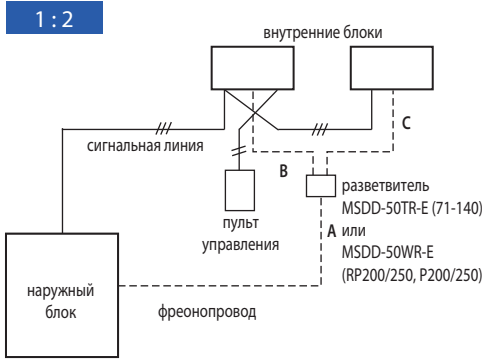 1 : 2
внутренние блоки
сигнальная линия
C
B
пульт
управления
разветвитель
MSDD-50TR-E (71-140)
A или
MSDD-50WR-E
(RP200/250, P200/250)
наружный
блок
фреонопровод